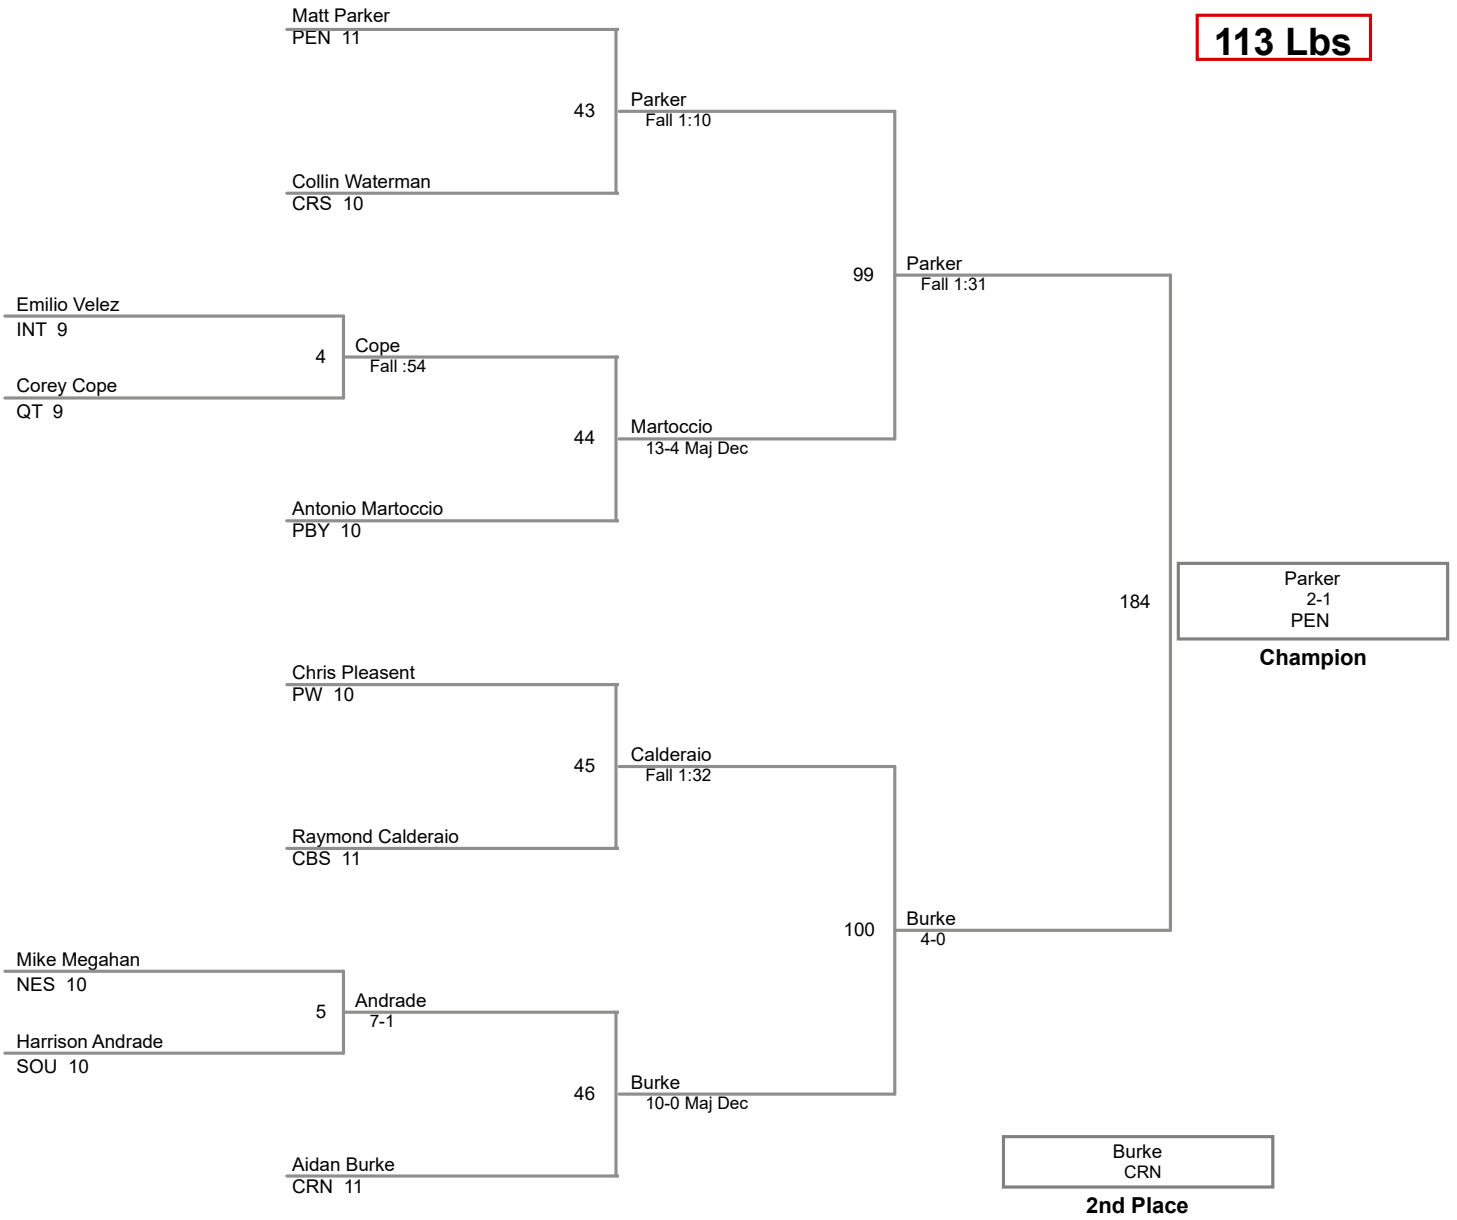 Matt Parker
PEN 11
113 Lbs
43
Parker
Fall 1:10
Collin Waterman
CRS 10
99
Parker
Fall 1:31
Emilio Velez
INT 9
4
Cope
Fall :54
Corey Cope
QT 9
44
Martoccio
13-4 Maj Dec
Antonio Martoccio
PBY 10
184
Parker
2-1
PEN
Champion
Chris Pleasent
PW 10
45
Calderaio
Fall 1:32
Raymond Calderaio
CBS 11
100
Burke
4-0
Mike Megahan
NES 10
5
Andrade
7-1
Harrison Andrade
SOU 10
46
Burke
10-0 Maj Dec
Aidan Burke
CRN 11
Burke
CRN
2nd Place